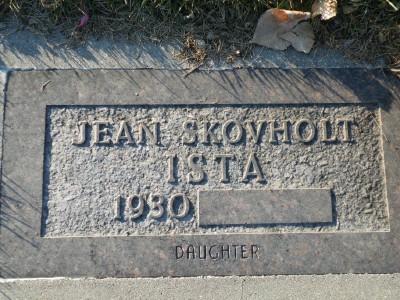 JEAN SKOVHOLT
ISTA
1930
DAUGHTER